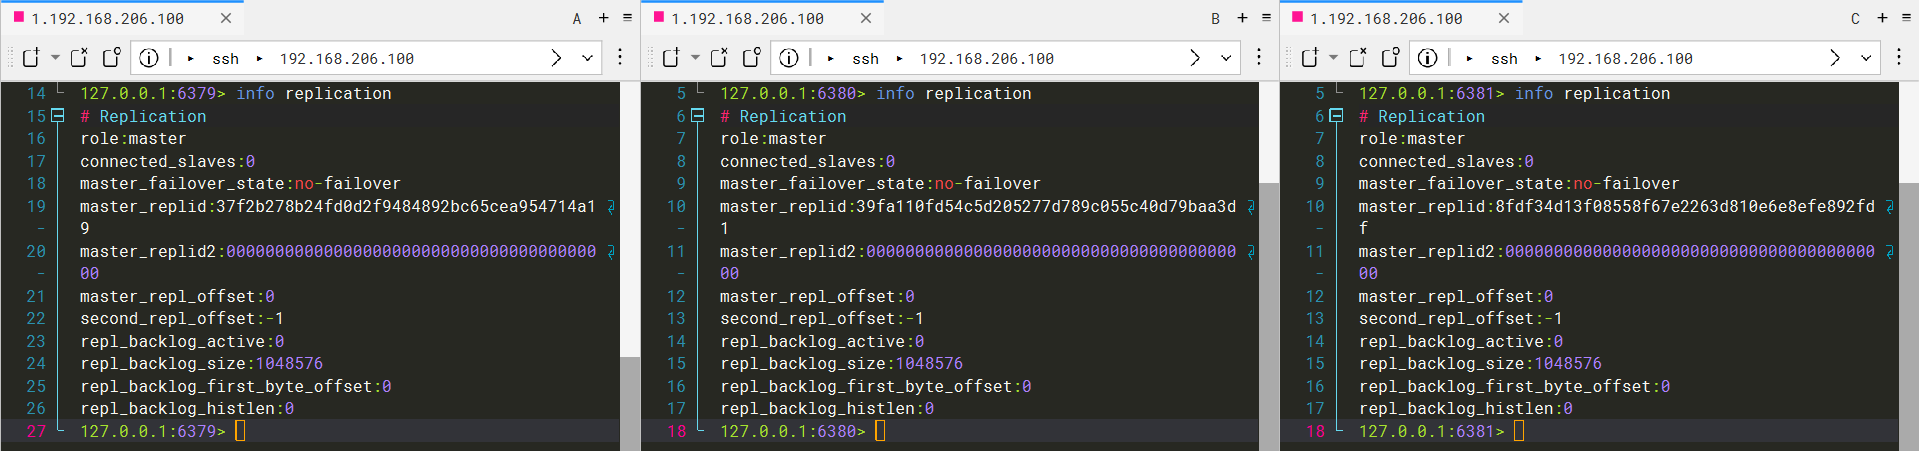 1.192.168.206.100 × A + ≡
ssh 192.168.206.100
14 127.0.0.1:6379> info replication
15 # Replication
16 role:master
17 connected_slaves:0
18 master_failover_state:no-failover
19 master_replid:37f2b278b24fd0d2f9484892bc65cea954714a1
- 9
20 master_replid2:00000000000000000000000000000000000000
- 00
21 master_repl_offset:0
22 second_repl_offset:-1
23 repl_backlog_active:0
24 repl_backlog_size:1048576
25 repl_backlog_first_byte_offset:0
26 repl_backlog_histlen:0
27 127.0.0.1:6379>
1.192.168.206.100 × B + ≡
ssh 192.168.206.100
5 127.0.0.1:6380> info replication
6 # Replication
7 role:master
8 connected_slaves:0
9 master_failover_state:no-failover
10 master_replid:39fa110fd54c5d205277d789c055c40d79baa3d
- 1
11 master_replid2:00000000000000000000000000000000000000
- 00
12 master_repl_offset:0
13 second_repl_offset:-1
14 repl_backlog_active:0
15 repl_backlog_size:1048576
16 repl_backlog_first_byte_offset:0
17 repl_backlog_histlen:0
18 127.0.0.1:6380>
1.192.168.206.100 × C + ≡
ssh 192.168.206.100
5 127.0.0.1:6381> info replication
6 # Replication
7 role:master
8 connected_slaves:0
9 master_failover_state:no-failover
10 master_replid:8fdf34d13f08558f67e2263d810e6e8efe892fd
- f
11 master_replid2:00000000000000000000000000000000000000
- 00
12 master_repl_offset:0
13 second_repl_offset:-1
14 repl_backlog_active:0
15 repl_backlog_size:1048576
16 repl_backlog_first_byte_offset:0
17 repl_backlog_histlen:0
18 127.0.0.1:6381>